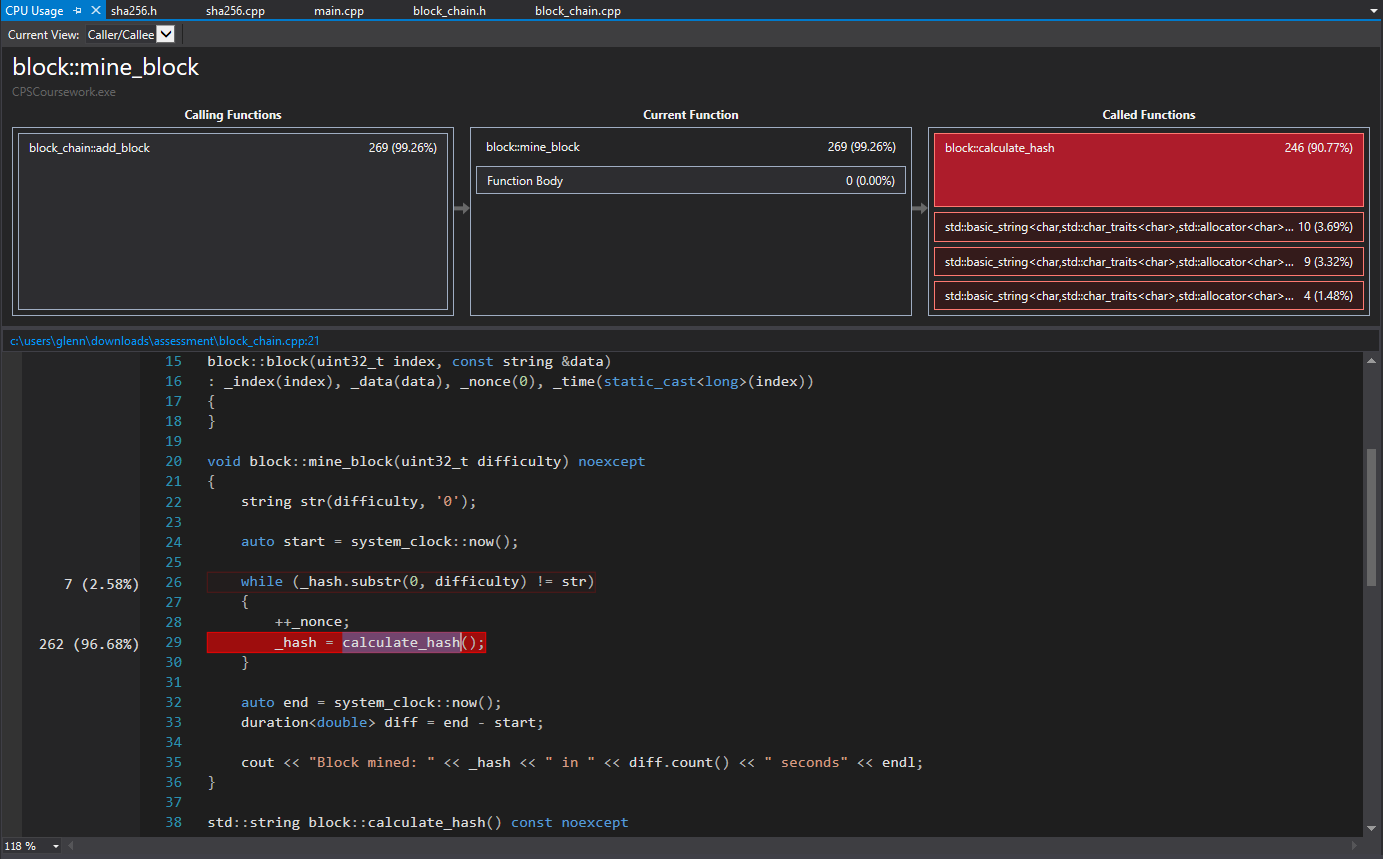 CPU Usage sha256.h sha256.cpp main.cpp block_chain.h block_chain.cpp
Current View: Caller/Callee
block::mine_block
CPSCoursework.exe
Calling Functions
Current Function
Called Functions
block_chain::add_block 269 (99.26%)
block::mine_block 269 (99.26%)
Function Body 0 (0.00%)
block::calculate_hash 246 (90.77%)
std::basic_string<char,std::char_traits<char>,std::allocator<char>... 10 (3.69%)
std::basic_string<char,std::char_traits<char>,std::allocator<char>... 9 (3.32%)
std::basic_string<char,std::char_traits<char>,std::allocator<char>... 4 (1.48%)
c:\users\glenn\downloads\assessment\block_chain.cpp:21
15 block::block(uint32_t index, const string &data)
16 : _index(index), _data(data), _nonce(0), _time(static_cast<long>(index))
17 {
18 }
19
20 void block::mine_block(uint32_t difficulty) noexcept
21 {
22 string str(difficulty, '0');
23
24 auto start = system_clock::now();
25
7 (2.58%) 26 while (_hash.substr(0, difficulty) != str)
27 {
28 ++_nonce;
262 (96.68%) 29 _hash = calculate_hash();
30 }
31
32 auto end = system_clock::now();
33 duration<double> diff = end - start;
34
35 cout << "Block mined: " << _hash << " in " << diff.count() << " seconds" << endl;
36 }
37
38 std::string block::calculate_hash() const noexcept
118 %